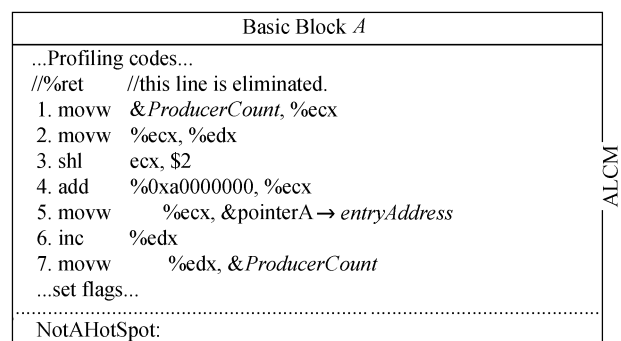 Basic Block A
...Profiling codes...
//%ret //this line is eliminated.
1. movw &ProducerCount, %ecx
2. movw %ecx, %edx
3. shl ecx, $2
4. add %0xa0000000, %ecx
5. movw %ecx, &pointerA → entryAddress
6. inc %edx
7. movw %edx, &ProducerCount
...set flags...
NotAHotSpot:
ALCM